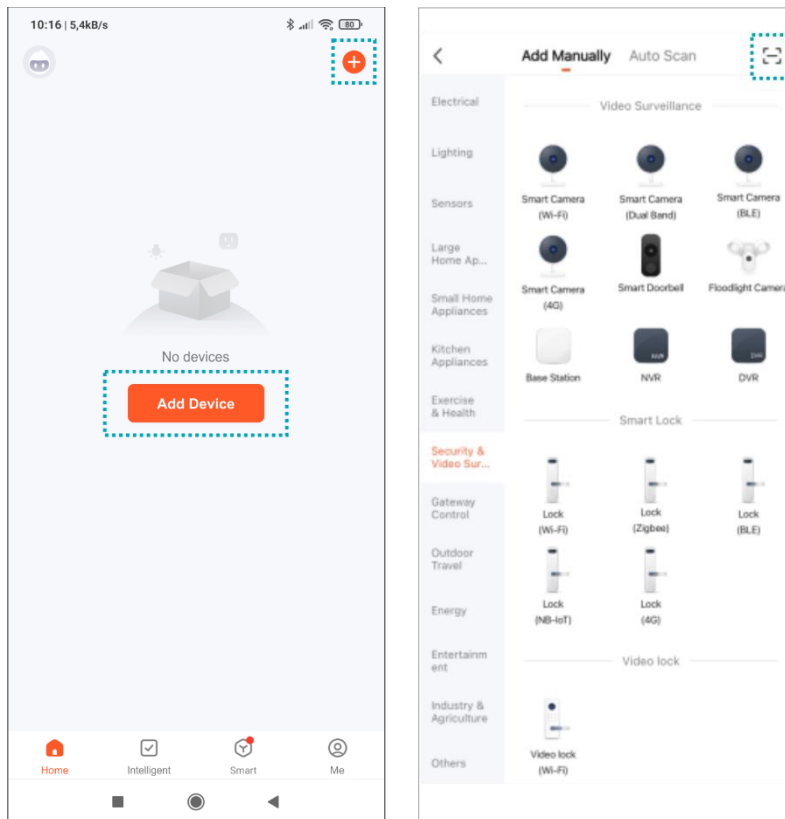 10:16 | 5,4kB/s
80
No devices
Add Device
Home
Intelligent
Smart
Me
Add Manually
Auto Scan
Electrical
Lighting
Sensors
Large
Home Ap...
Small Home
Appliances
Kitchen
Appliances
Exercise
& Health
Security &
Video Sur...
Gateway
Control
Outdoor
Travel
Energy
Entertainm
ent
Industry &
Agriculture
Others
Video Surveillance
Smart Camera
(Wi-Fi)
Smart Camera
(Dual Band)
Smart Camera
(BLE)
Smart Camera
(4G)
Smart Doorbell
Floodlight Camera
Base Station
NVR
NVR
DVR
DVR
Smart Lock
Lock
(Wi-Fi)
Lock
(Zigbee)
Lock
(BLE)
Lock
(NB-IoT)
Lock
(4G)
Video lock
Video lock
(Wi-Fi)